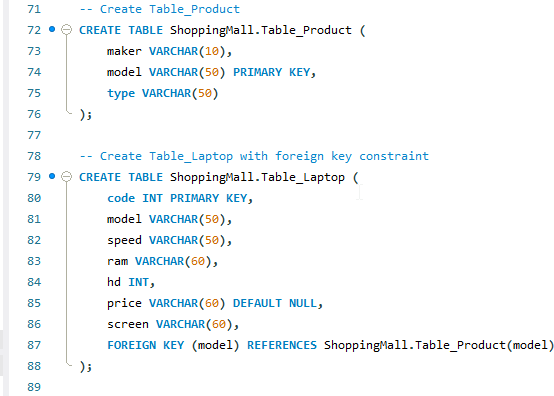 71 -- Create Table_Product
72 CREATE TABLE ShoppingMall.Table_Product (
73 maker VARCHAR(10),
74 model VARCHAR(50) PRIMARY KEY,
75 type VARCHAR(50)
76 );
77
78 -- Create Table_Laptop with foreign key constraint
79 CREATE TABLE ShoppingMall.Table_Laptop (
80 code INT PRIMARY KEY,
81 model VARCHAR(50),
82 speed VARCHAR(50),
83 ram VARCHAR(60),
84 hd INT,
85 price VARCHAR(60) DEFAULT NULL,
86 screen VARCHAR(60),
87 FOREIGN KEY (model) REFERENCES ShoppingMall.Table_Product(model)
88 );
89